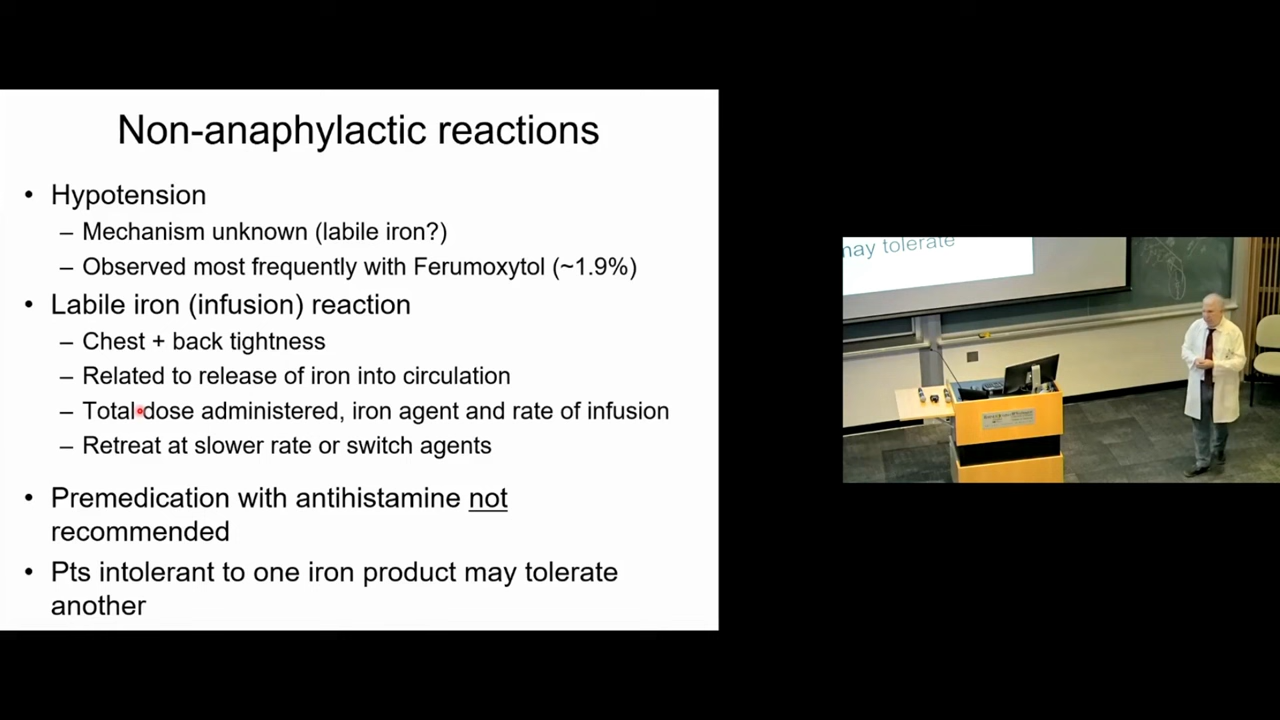 Non-anaphylactic reactions
• Hypotension
– Mechanism unknown (labile iron?)
– Observed most frequently with Ferumoxytol (~1.9%)
• Labile iron (infusion) reaction
– Chest + back tightness
– Related to release of iron into circulation
– Total dose administered, iron agent and rate of infusion
– Retreat at slower rate or switch agents
• Premedication with antihistamine not
recommended
• Pts intolerant to one iron product may tolerate
another
may tolerate